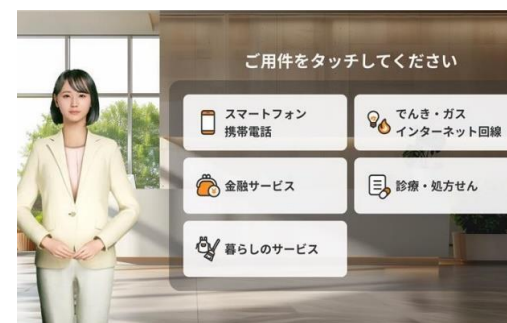 ご用件をタッチしてください
スマートフォン
携帯電話
でんき・ガス
インターネット回線
金融サービス
診療・処方せん
暮らしのサービス